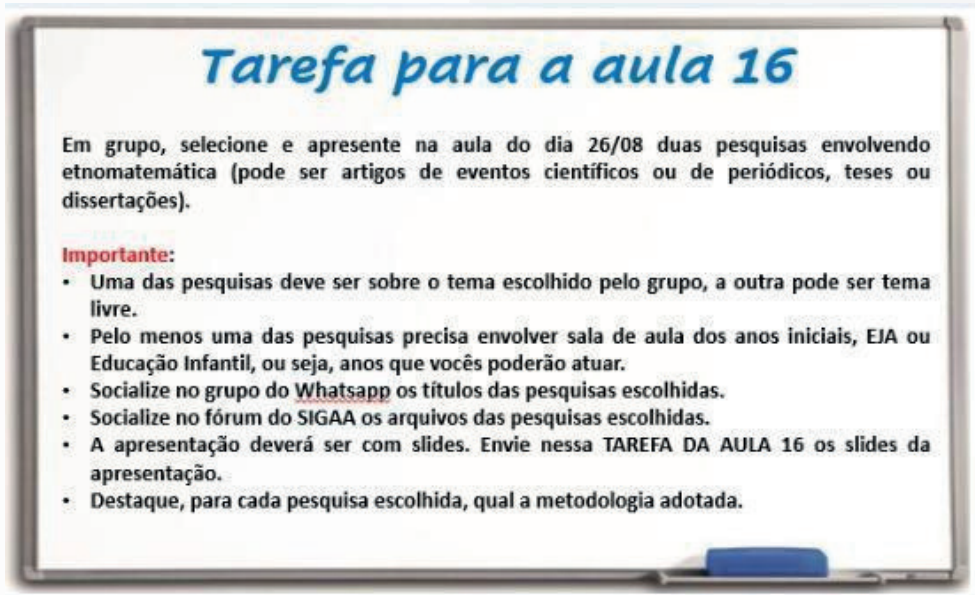 Tarefa para a aula 16
Em grupo, selecione e apresente na aula do dia 26/08 duas pesquisas envolvendo
etnomatemática (pode ser artigos de eventos científicos ou de periódicos, teses ou
dissertações).
Importante:
• Uma das pesquisas deve ser sobre o tema escolhido pelo grupo, a outra pode ser tema
livre.
• Pelo menos uma das pesquisas precisa envolver sala de aula dos anos iniciais, EJA ou
Educação Infantil, ou seja, anos que vocês poderão atuar.
• Socialize no grupo do Whatsapp os títulos das pesquisas escolhidas.
• Socialize no fórum do SIGAA os arquivos das pesquisas escolhidas.
• A apresentação deverá ser com slides. Envie nessa TAREFA DA AULA 16 os slides da
apresentação.
• Destaque, para cada pesquisa escolhida, qual a metodologia adotada.